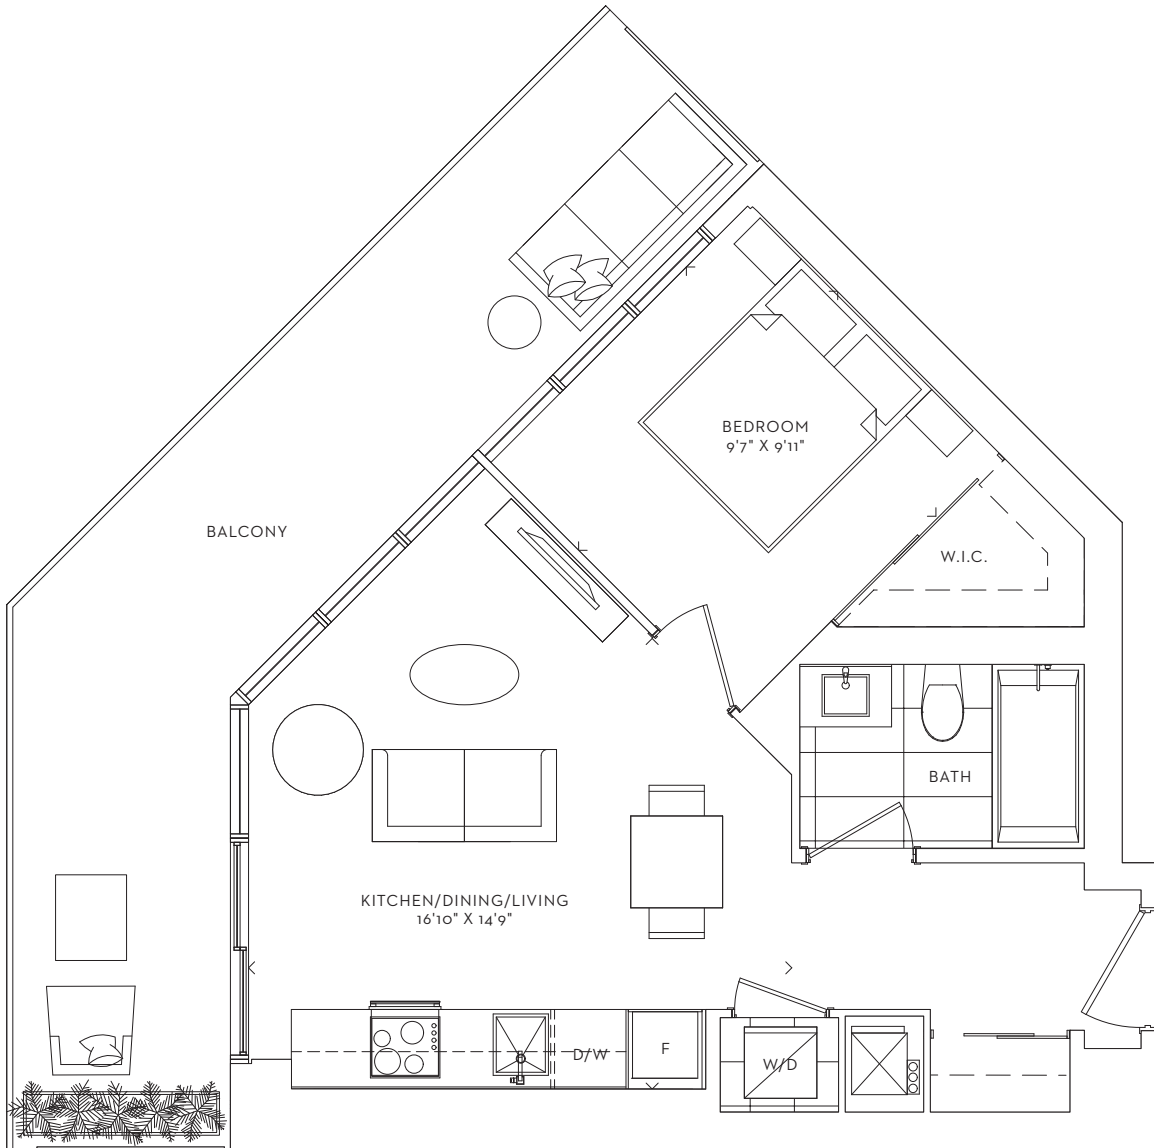 BEDROOM
9'7" X 9'11"
BALCONY
W.I.C.
BATH
KITCHEN/DINING/LIVING
16'10" X 14'9"
D/W
F
W/D